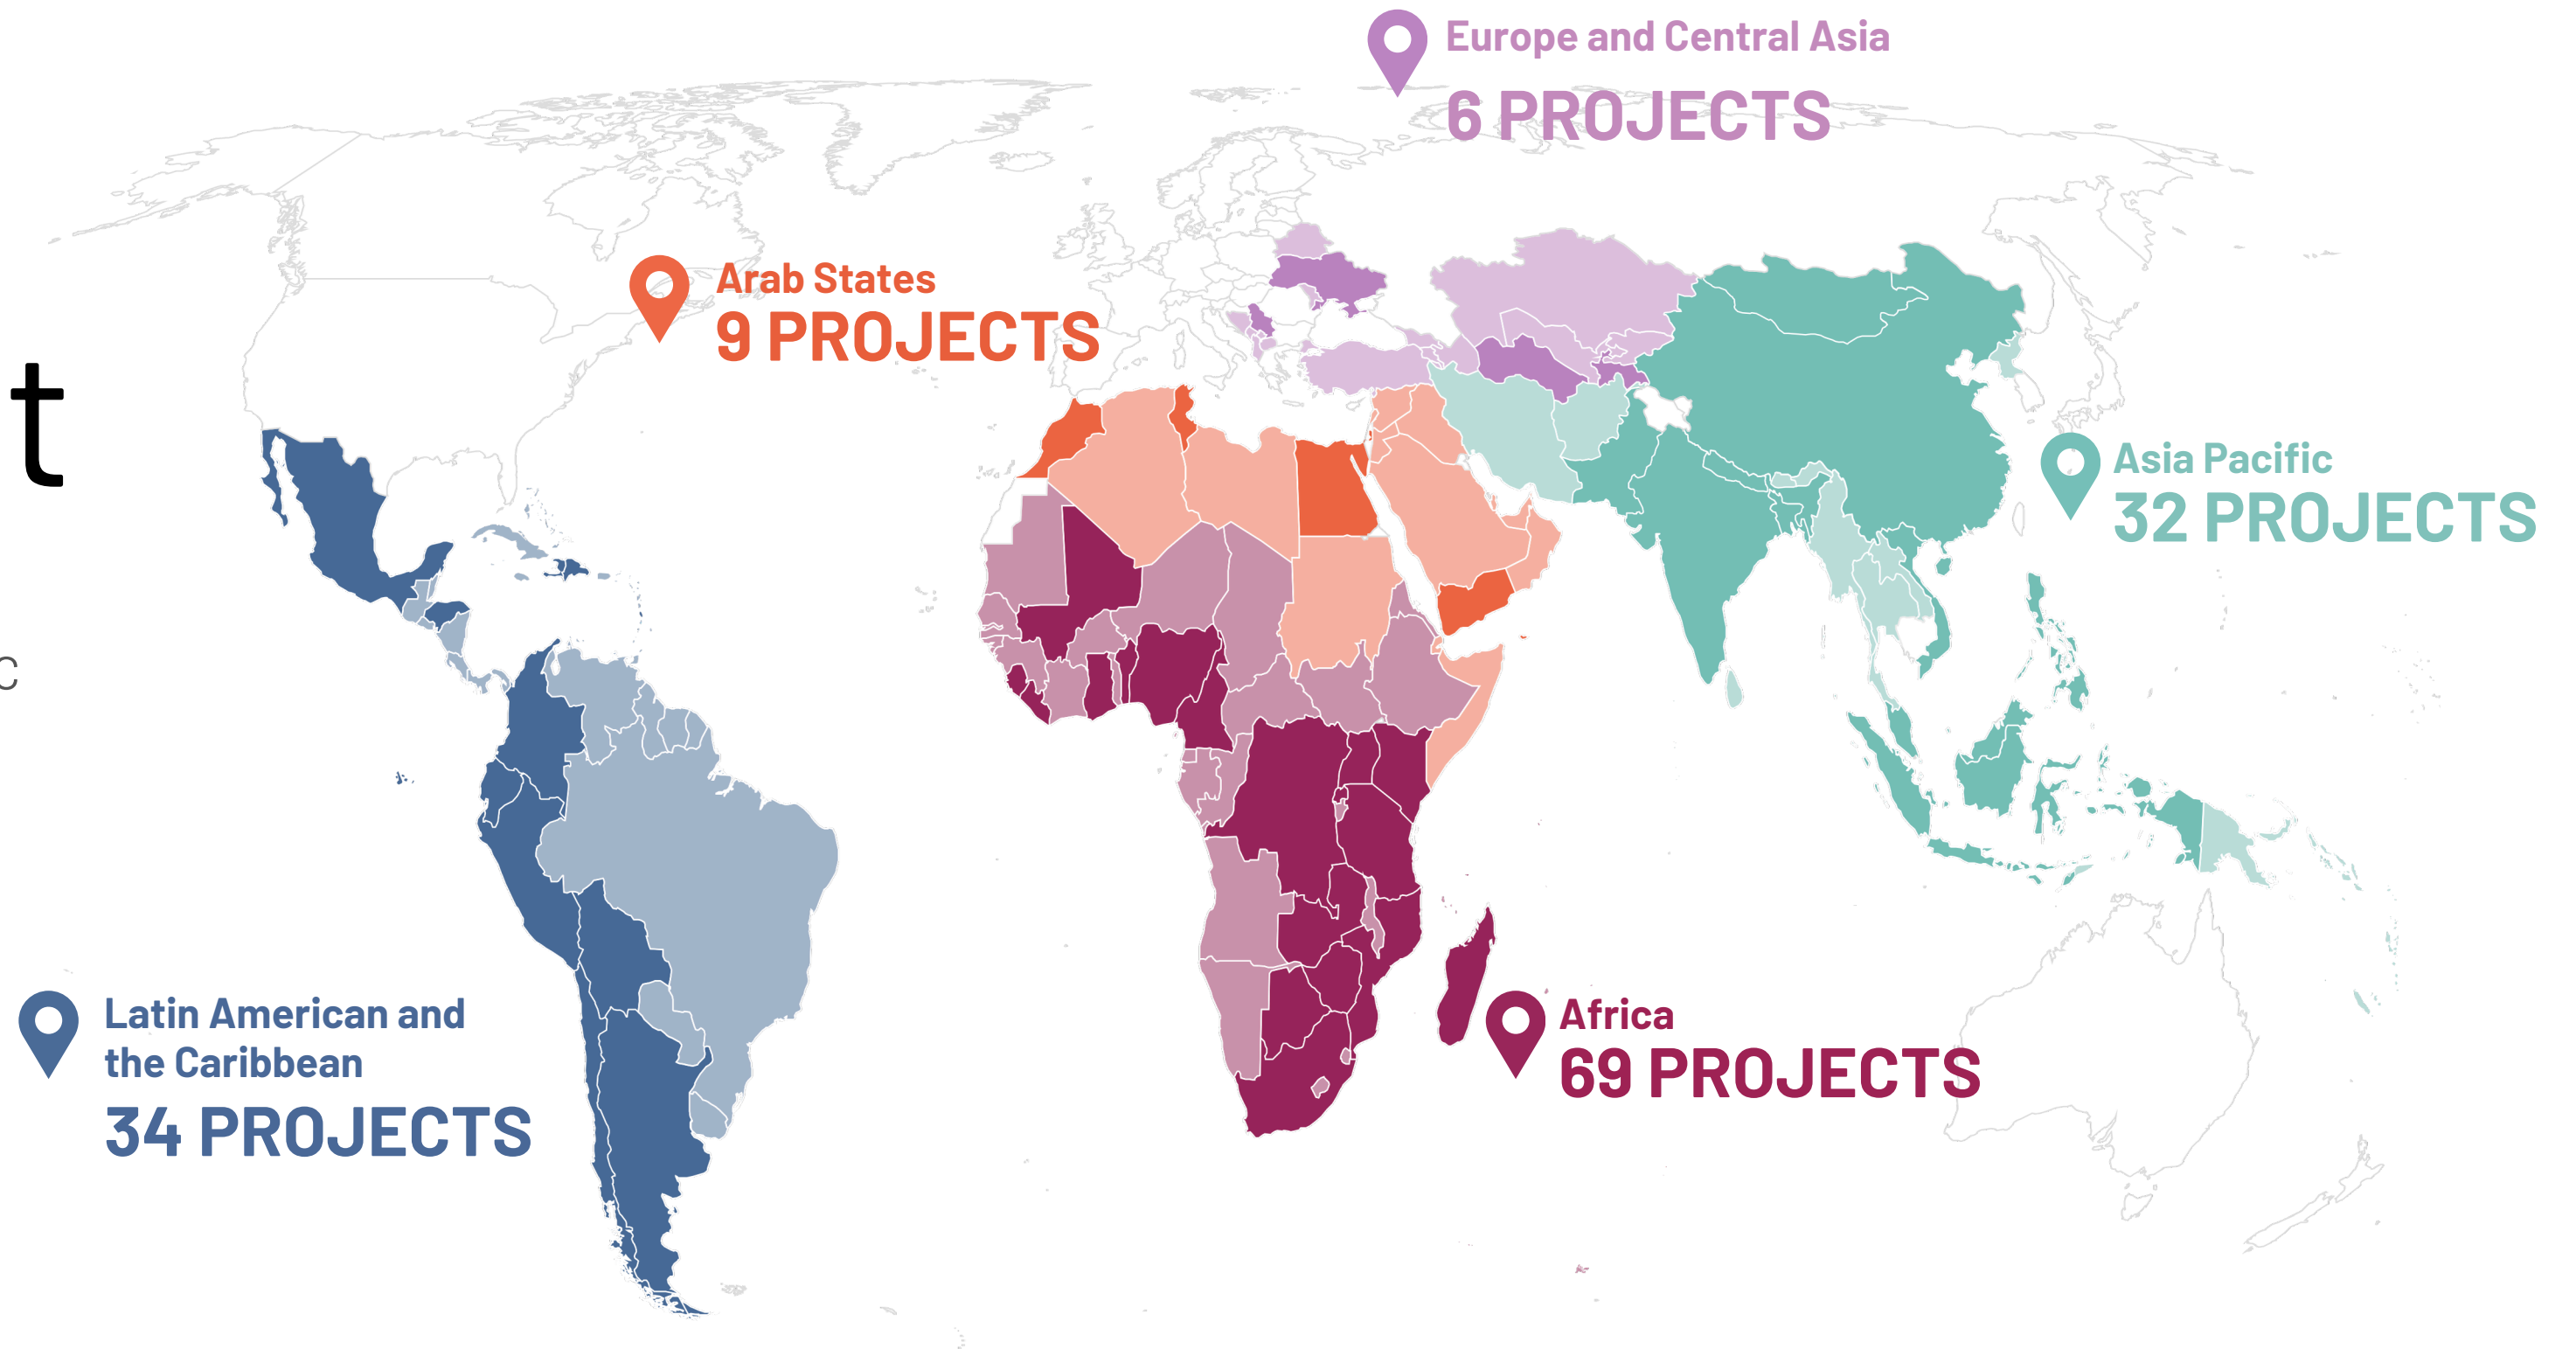 Europe and Central Asia
6 PROJECTS
Arab States
9 PROJECTS
t
Asia Pacific
32 PROJECTS
c
Latin American and
the Caribbean
34 PROJECTS
Africa
69 PROJECTS